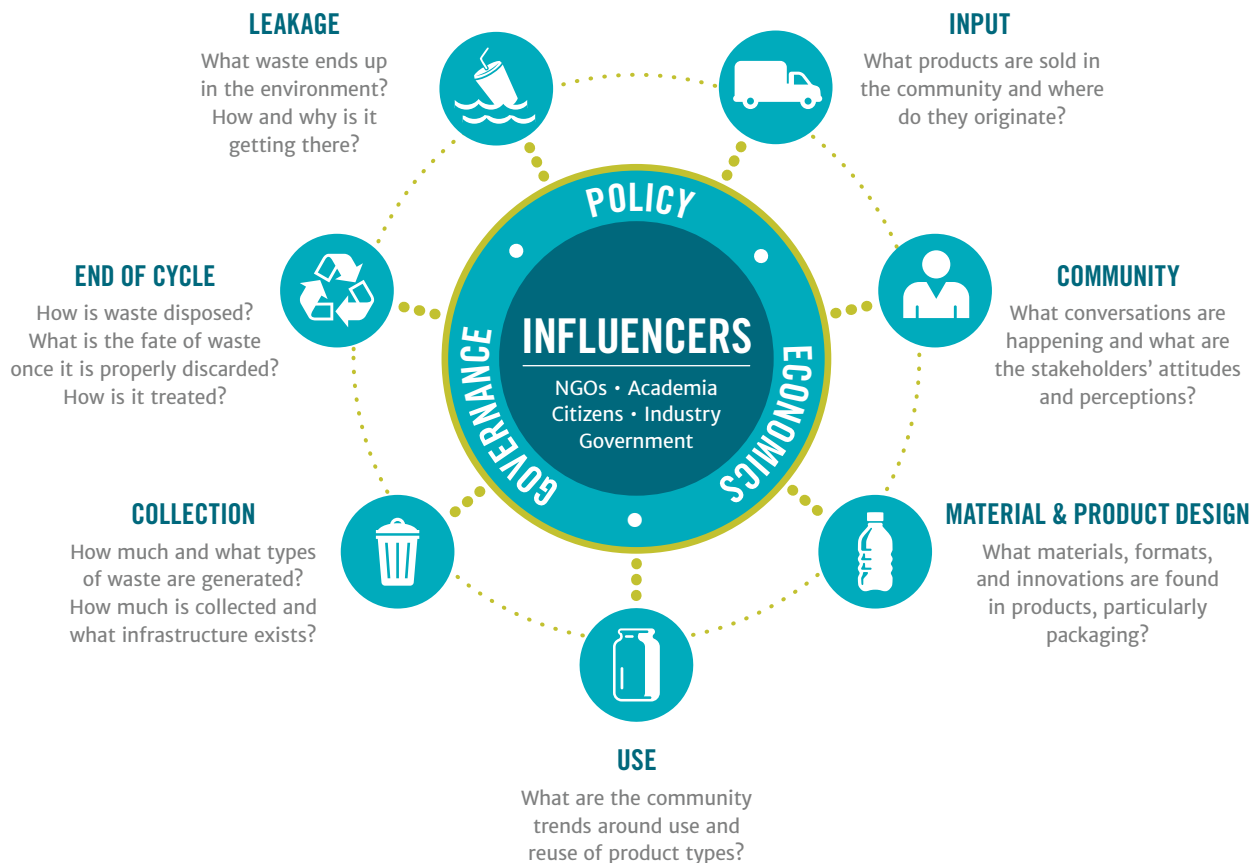 LEAKAGE
What waste ends up
in the environment?
How and why is it
getting there?
INPUT
What products are sold in
the community and where
do they originate?
COMMUNITY
What conversations are
happening and what are
the stakeholders’ attitudes
and perceptions?
MATERIAL & PRODUCT DESIGN
What materials, formats,
and innovations are found
in products, particularly
packaging?
USE
What are the community
trends around use and
reuse of product types?
COLLECTION
How much and what types
of waste are generated?
How much is collected and
what infrastructure exists?
END OF CYCLE
How is waste disposed?
What is the fate of waste
once it is properly discarded?
How is it treated?
POLICY
ECONOMICS
GOVERNANCE
INFLUENCERS
NGOs • Academia
Citizens • Industry
Government